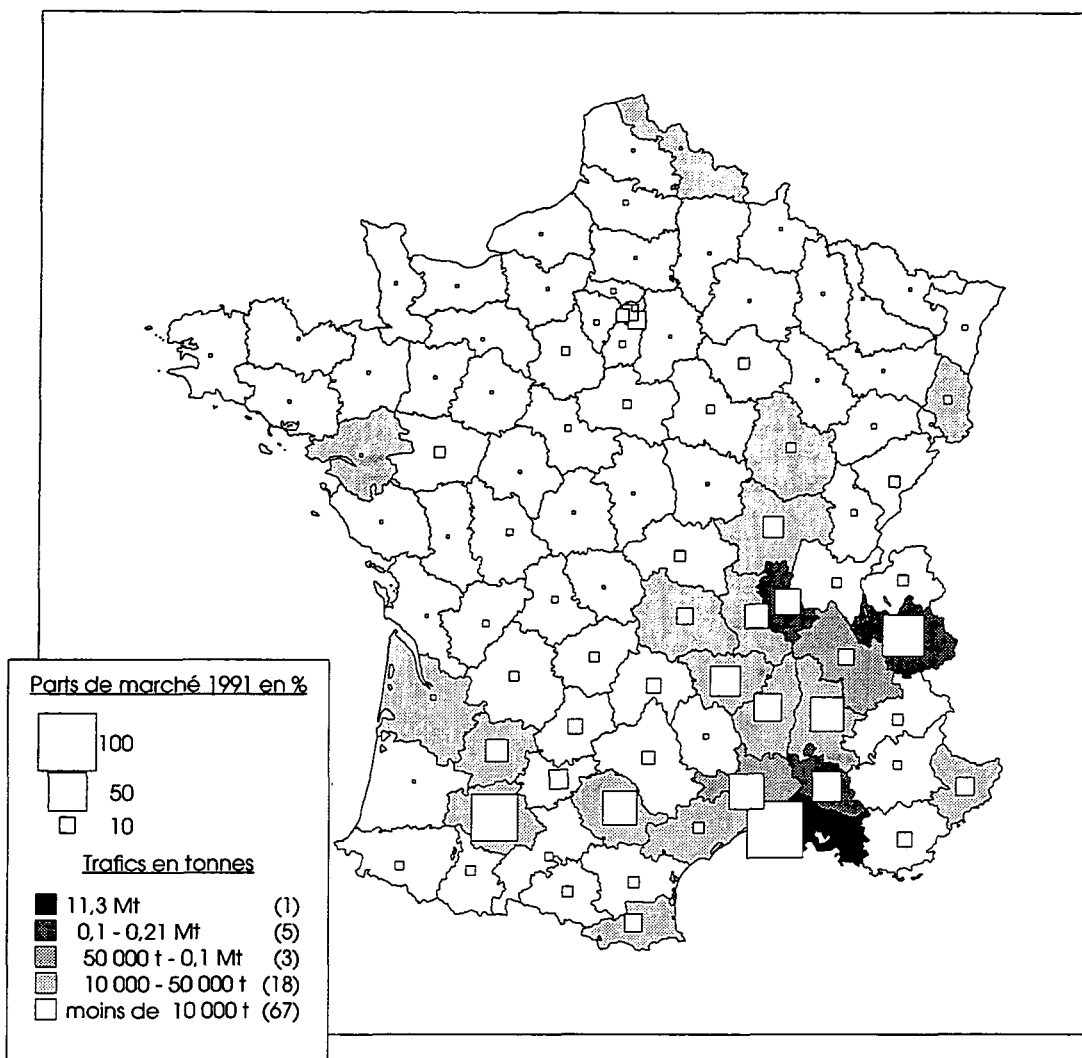 Parts de marché 1991 en %
100
50
10
Trafics en tonnes
11,3 Mt (1)
0,1 - 0,21 Mt (5)
50 000 t - 0,1 Mt (3)
10 000 - 50 000 t (18)
moins de 10 000 t (67)